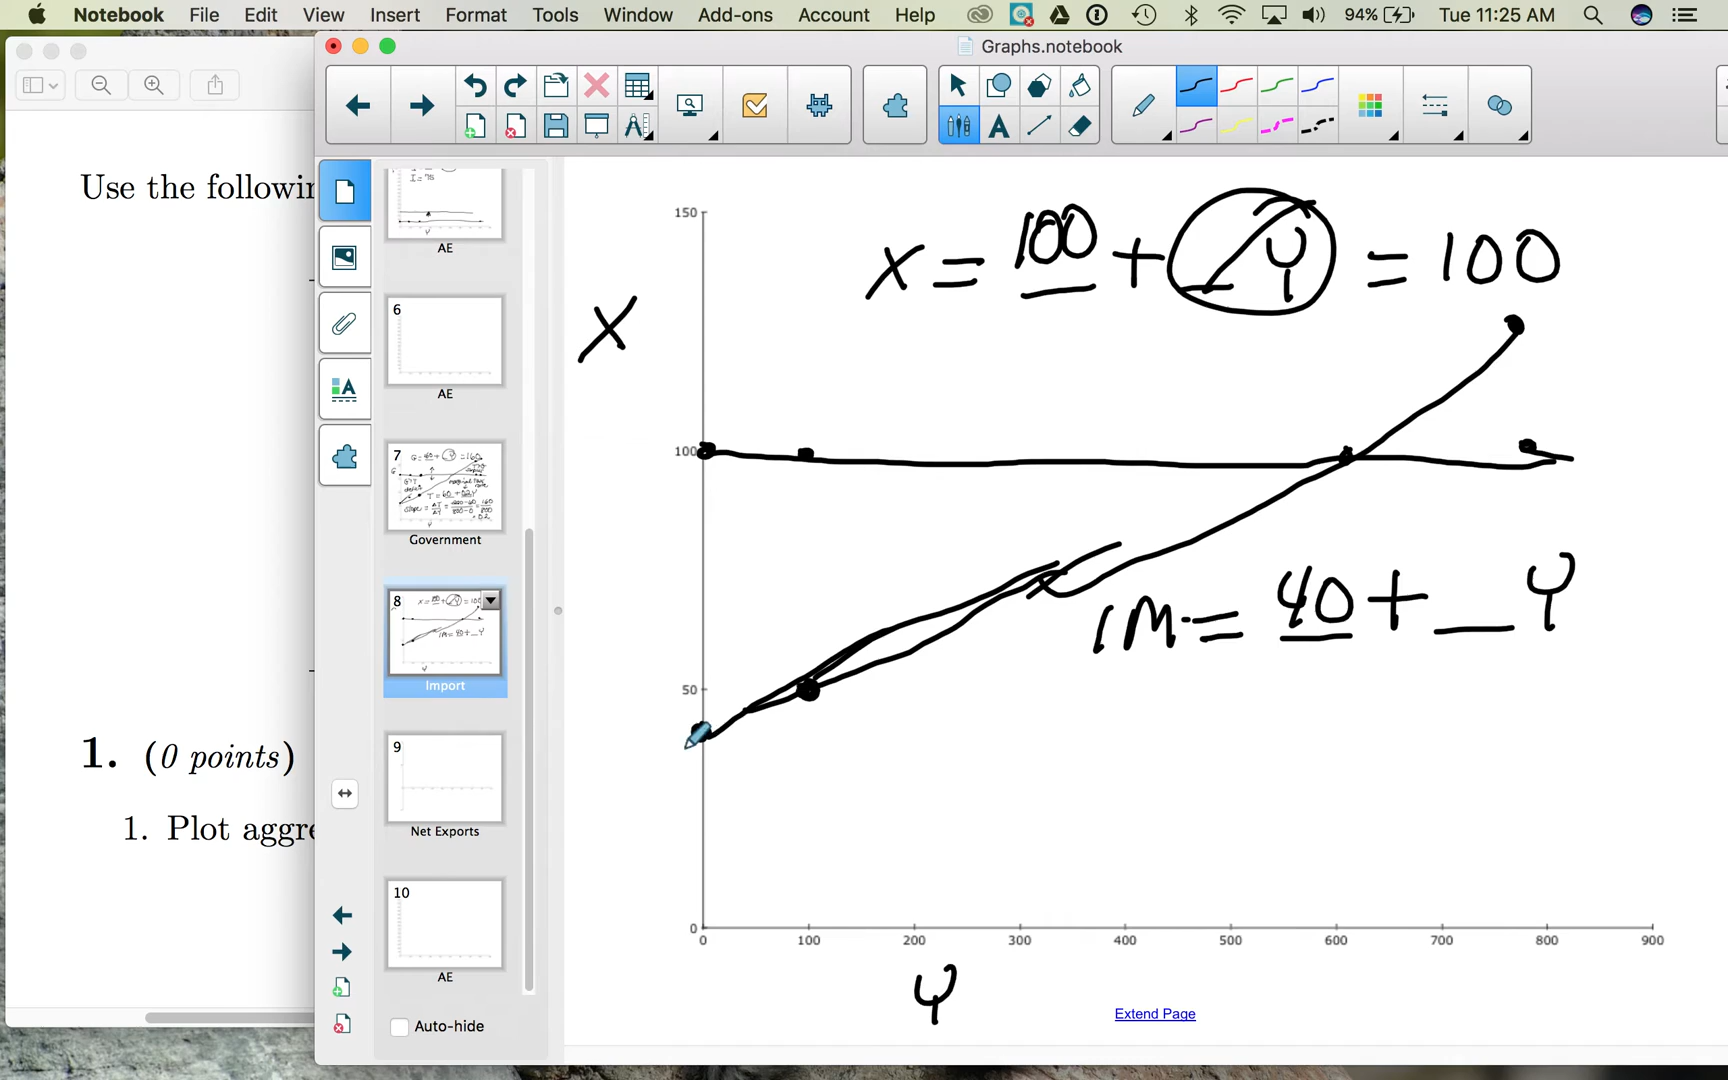 Notebook File Edit View Insert Format Tools Window Add-ons Account Help 94% Tue 11:25 AM
Graphs.notebook
Use the followin
1. (0 points)
1. Plot aggre
AE
6
AE
7
Government
8
Import
9
Net Exports
10
AE
Auto-hide
X = 100 + Y = 100
X
IM = 40 + __ Y
150
100
50
0
0 100 200 300 400 500 600 700 800 900
Y
Extend Page